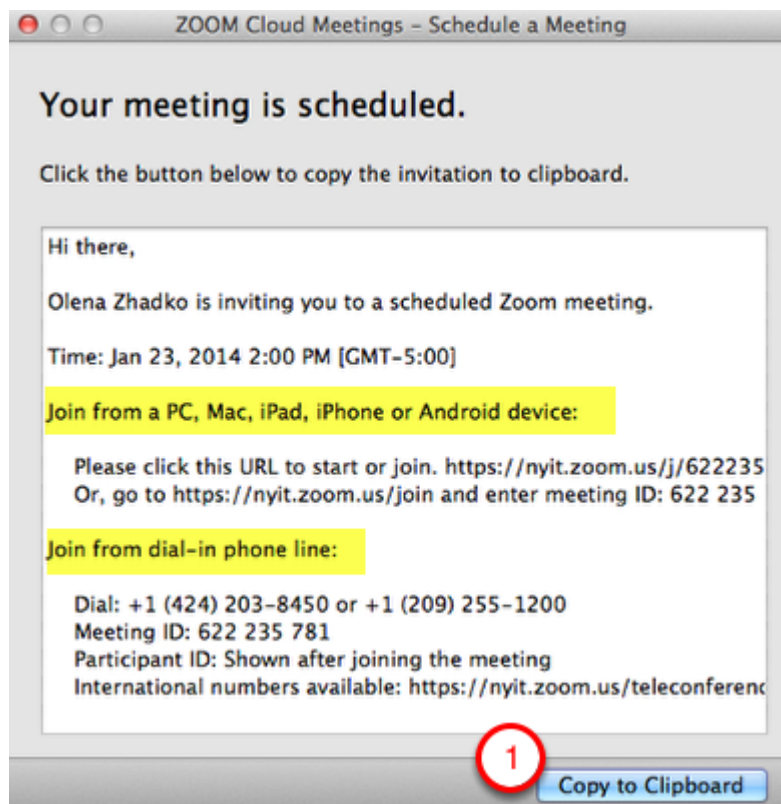 ZOOM Cloud Meetings – Schedule a Meeting
Your meeting is scheduled.
Click the button below to copy the invitation to clipboard.
Hi there,
Olena Zhadko is inviting you to a scheduled Zoom meeting.
Time: Jan 23, 2014 2:00 PM [GMT-5:00]
Join from a PC, Mac, iPad, iPhone or Android device:
Please click this URL to start or join. https://nyit.zoom.us/j/622235
Or, go to https://nyit.zoom.us/join and enter meeting ID: 622 235
Join from dial-in phone line:
Dial: +1 (424) 203-8450 or +1 (209) 255-1200
Meeting ID: 622 235 781
Participant ID: Shown after joining the meeting
International numbers available: https://nyit.zoom.us/teleconferenc
1
Copy to Clipboard